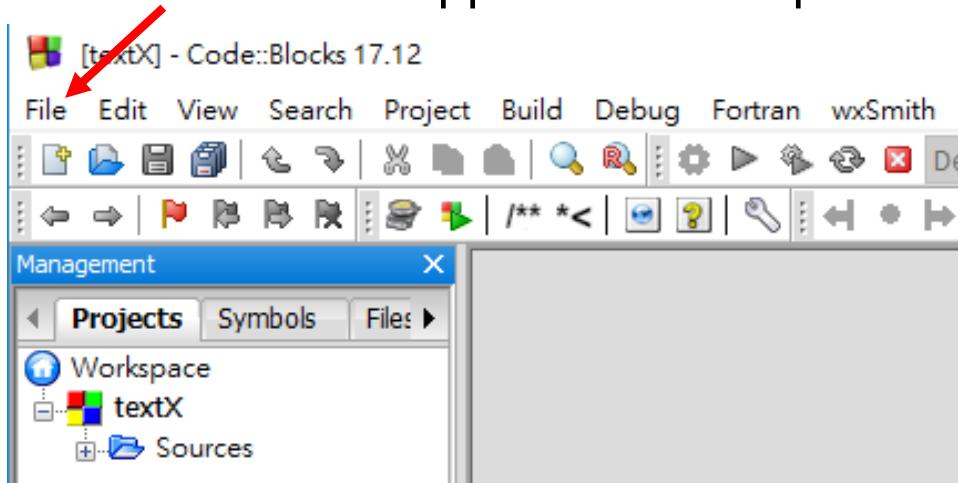 [textX] - Code::Blocks 17.12
File Edit View Search Project Build Debug Fortran wxSmith
/** *<
Management
Projects Symbols Files
Workspace
textX
Sources